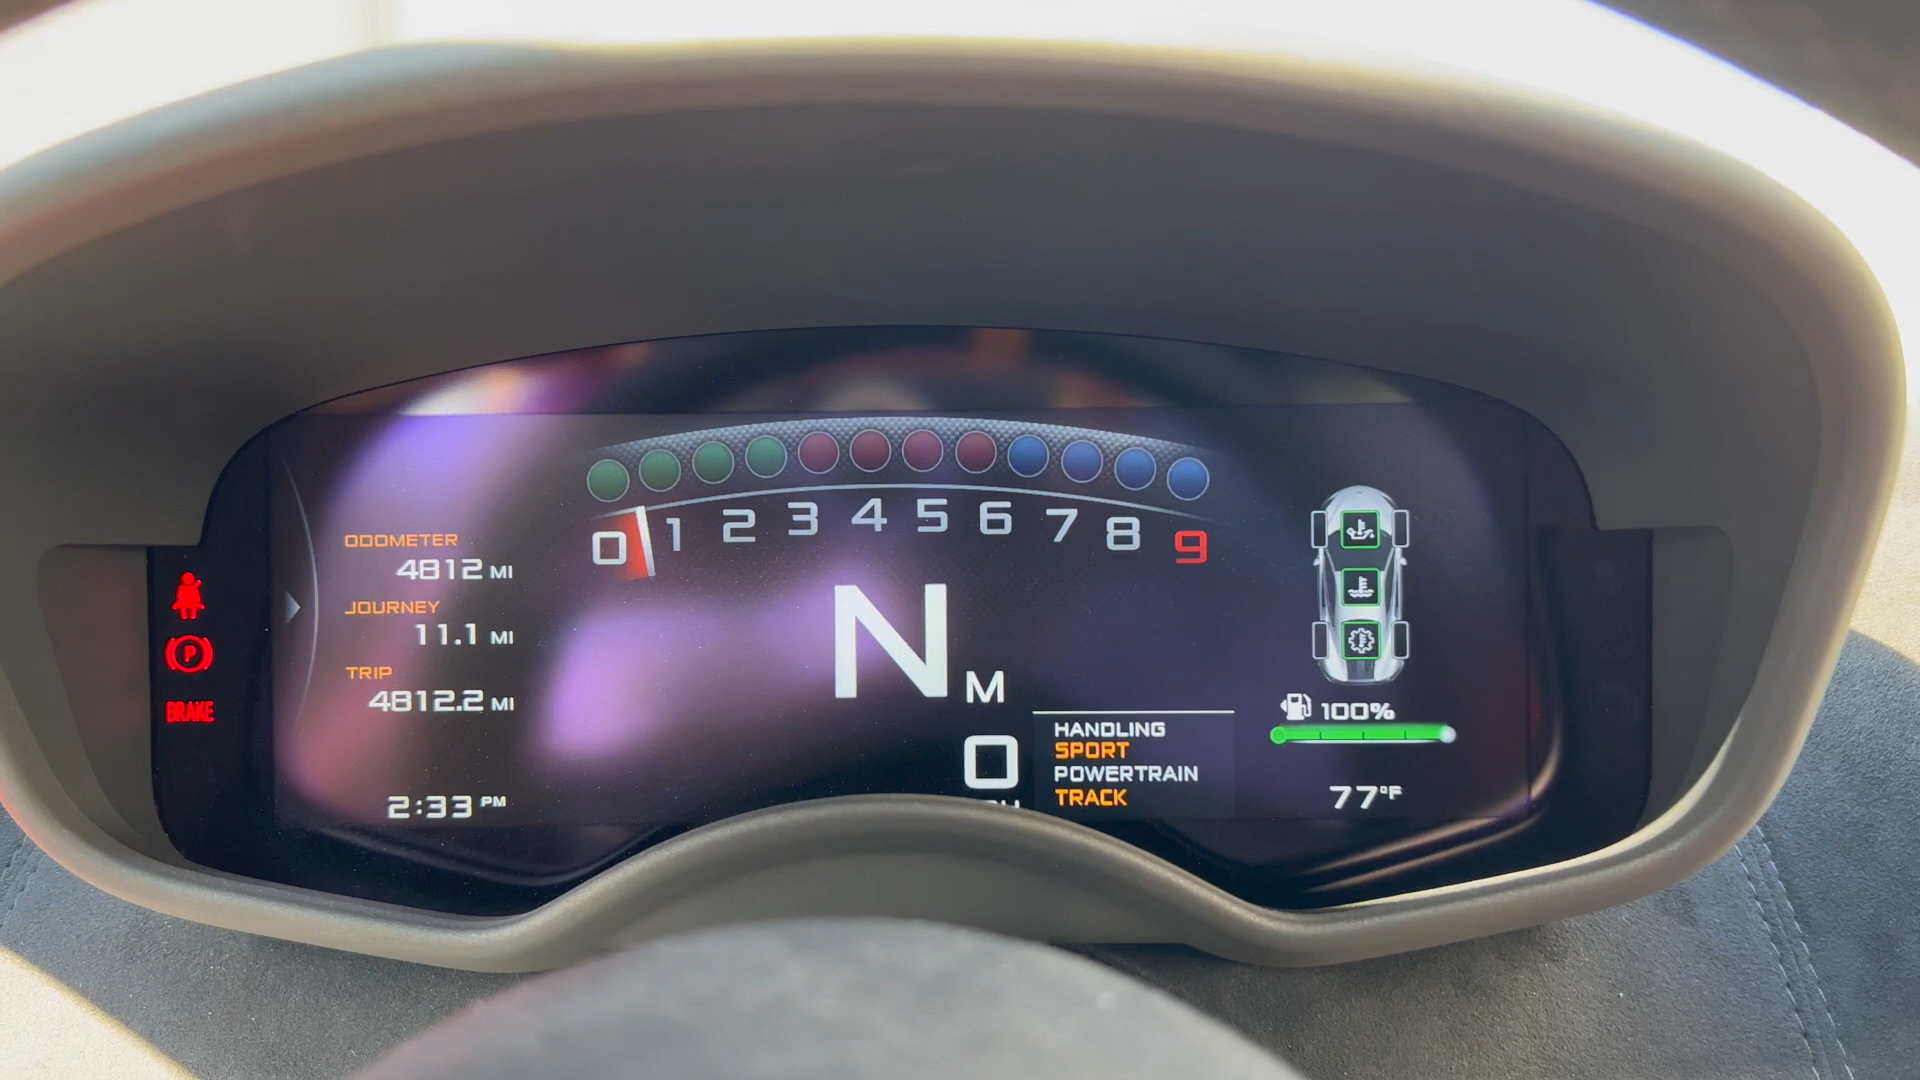 0 1 2 3 4 5 6 7 8 9
ODOMETER
4812 MI
JOURNEY
11.1 MI
TRIP
4812.2 MI
2:33 PM
P
BRAKE
N M
0
HANDLING
SPORT
POWERTRAIN
TRACK
100%
77°F